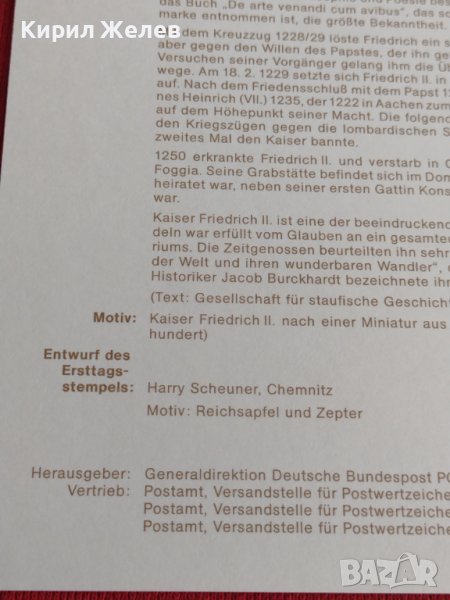 Кирил Желев
das Buch „De arte venandi cum avibus“, das so
marke entnommen ist, die größte Bekanntheit.
dem Kreuzzug 1228/29 löste Friedrich ein s
aber gegen den Willen des Papstes, der ihn ge
Versuchen seiner Vorgänger gelang ihm die Üb
wege. Am 18. 2. 1229 setzte sich Friedrich II. in
auf. Nach dem Friedensschluß mit dem Papst 1
nes Heinrich (VII.) 1235, der 1222 in Aachen zum
auf dem Höhepunkt seiner Macht. Die folgend
den Kriegszügen gegen die lombardischen S
zweites Mal den Kaiser bannte.
1250 erkrankte Friedrich II. und verstarb in C
Foggia. Seine Grabstätte befindet sich im Dom
heiratet war, neben seiner ersten Gattin Kons
war.
Kaiser Friedrich II. ist eine der beeindrucken
deln war erfüllt vom Glauben an ein gesamte
riums. Die Zeitgenossen beurteilten ihn sehr
der Welt und ihren wunderbaren Wandler“,
Historiker Jacob Burckhardt bezeichnete ihn
(Text: Gesellschaft für staufische Geschicht
Motiv: Kaiser Friedrich II. nach einer Miniatur aus
hundert)
Entwurf des
Ersttags-
stempels: Harry Scheuner, Chemnitz
Motiv: Reichsapfel und Zepter
Herausgeber: Generaldirektion Deutsche Bundespost PO
Vertrieb: Postamt, Versandstelle für Postwertzeiche
Postamt, Versandstelle für Postwertzeiche
Postamt, Versandstelle für Postwertzeiche
BAZAR